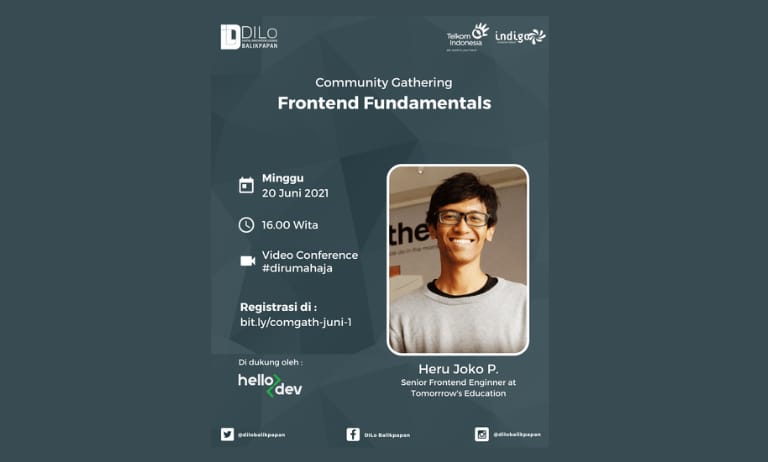 DILo
BALIKPAPAN
Telkom
Indonesia
indigo
Community Gathering
Frontend Fundamentals
Minggu
20 Juni 2021
16.00 Wita
Video Conference
#dirumahaja
Registrasi di :
bit.ly/comgath-juni-1
the
Di dukung oleh :
hello>
<dev
Heru Joko P.
Senior Frontend Enginner at
Tomorrrow's Education
@dilobalikpapan
DiLo Balikpapan
@dilobalikpapan